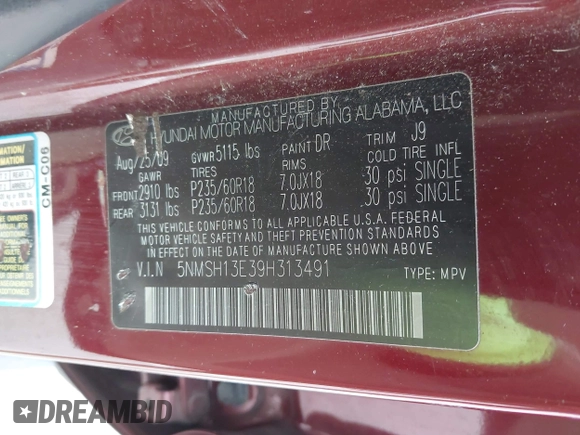 MANUFACTURED BY
HYUNDAI MOTOR MANUFACTURING ALABAMA, LLC
Aug/25/09 GVWR 5115 lbs PAINT DR TRIM J9
GAWR TIRES RIMS COLD TIRE INFL
FRONT 2910 lbs P235/60R18 7.0JX18 30 psi SINGLE
REAR 3131 lbs P235/60R18 7.0JX18 30 psi SINGLE
THIS VEHICLE CONFORMS TO ALL APPLICABLE U.S.A. FEDERAL
MOTOR VEHICLE SAFETY AND THEFT PREVENTION STANDARDS
IN EFFECT ON THE DATE OF MANUFACTURE SHOWN ABOVE.
V.I.N 5NMSH13E39H313491 TYPE: MPV
CM-C06
DREAMBID